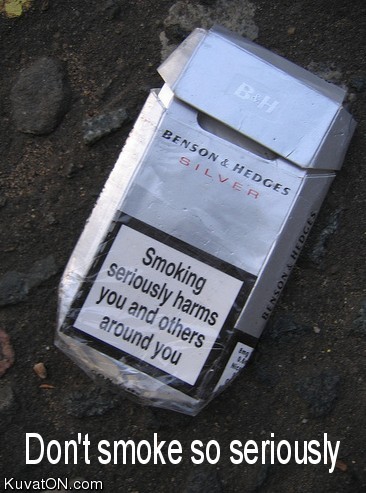 B&H
BENSON & HEDGES
SILVER
Smoking
seriously harms
you and others
around you
BENSON & HEDGES
Don't smoke so seriously
KuvatON.com